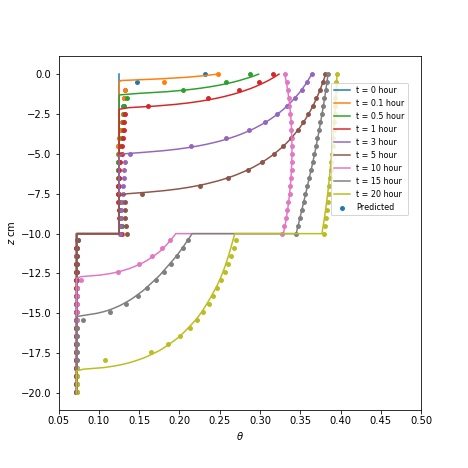 0.0
−2.5
−5.0
−7.5
−10.0
−12.5
−15.0
−17.5
−20.0
z cm
t = 0 hour
t = 0.1 hour
t = 0.5 hour
t = 1 hour
t = 3 hour
t = 5 hour
t = 10 hour
t = 15 hour
t = 20 hour
Predicted
0.05 0.10 0.15 0.20 0.25 0.30 0.35 0.40 0.45 0.50
θ